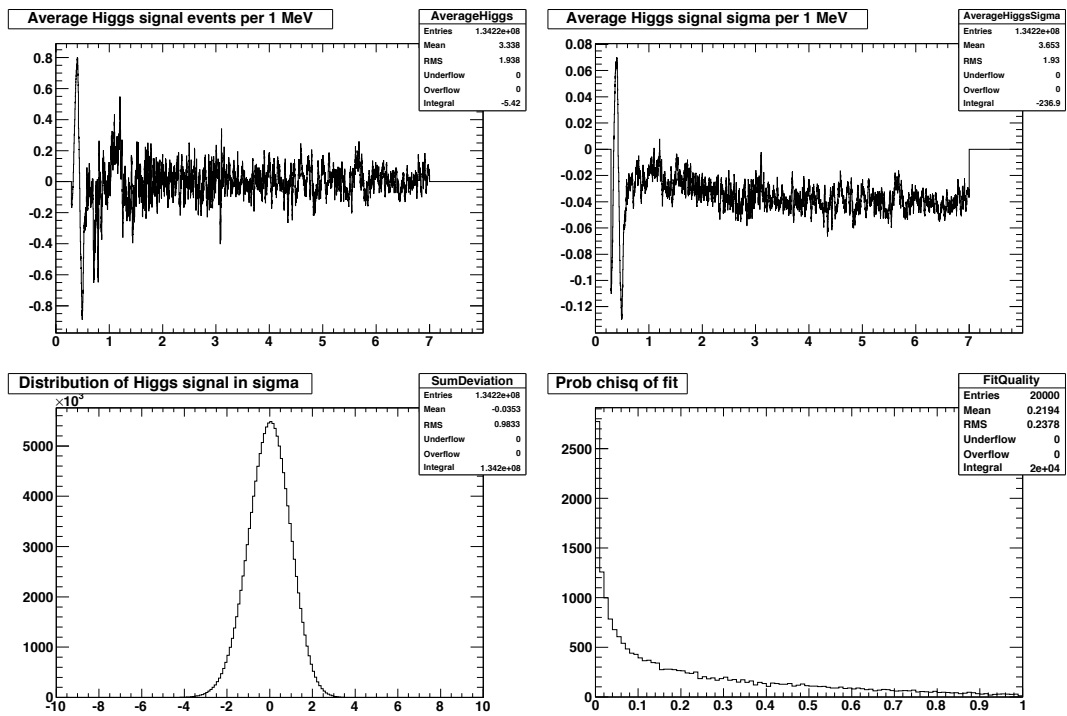 Average Higgs signal events per 1 MeV
AverageHiggs
Entries 1.3422e+08
Mean 3.338
RMS 1.938
Underflow 0
Overflow 0
Integral -5.42
0.8
0.6
0.4
0.2
0
-0.2
-0.4
-0.6
-0.8
0 1 2 3 4 5 6 7
Average Higgs signal sigma per 1 MeV
AverageHiggsSigma
Entries 1.3422e+08
Mean 3.653
RMS 1.93
Underflow 0
Overflow 0
Integral -236.9
0.08
0.06
0.04
0.02
0
-0.02
-0.04
-0.06
-0.08
-0.1
-0.12
0 1 2 3 4 5 6 7
Distribution of Higgs signal in sigma
SumDeviation
Entries 1.3422e+08
Mean -0.0353
RMS 0.9833
Underflow 0
Overflow 0
Integral 1.342e+08
×10³
5000
4000
3000
2000
1000
0
-10 -8 -6 -4 -2 0 2 4 6 8 10
Prob chisq of fit
FitQuality
Entries 20000
Mean 0.2194
RMS 0.2378
Underflow 0
Overflow 0
Integral 2e+04
2500
2000
1500
1000
500
0
0 0.1 0.2 0.3 0.4 0.5 0.6 0.7 0.8 0.9 1